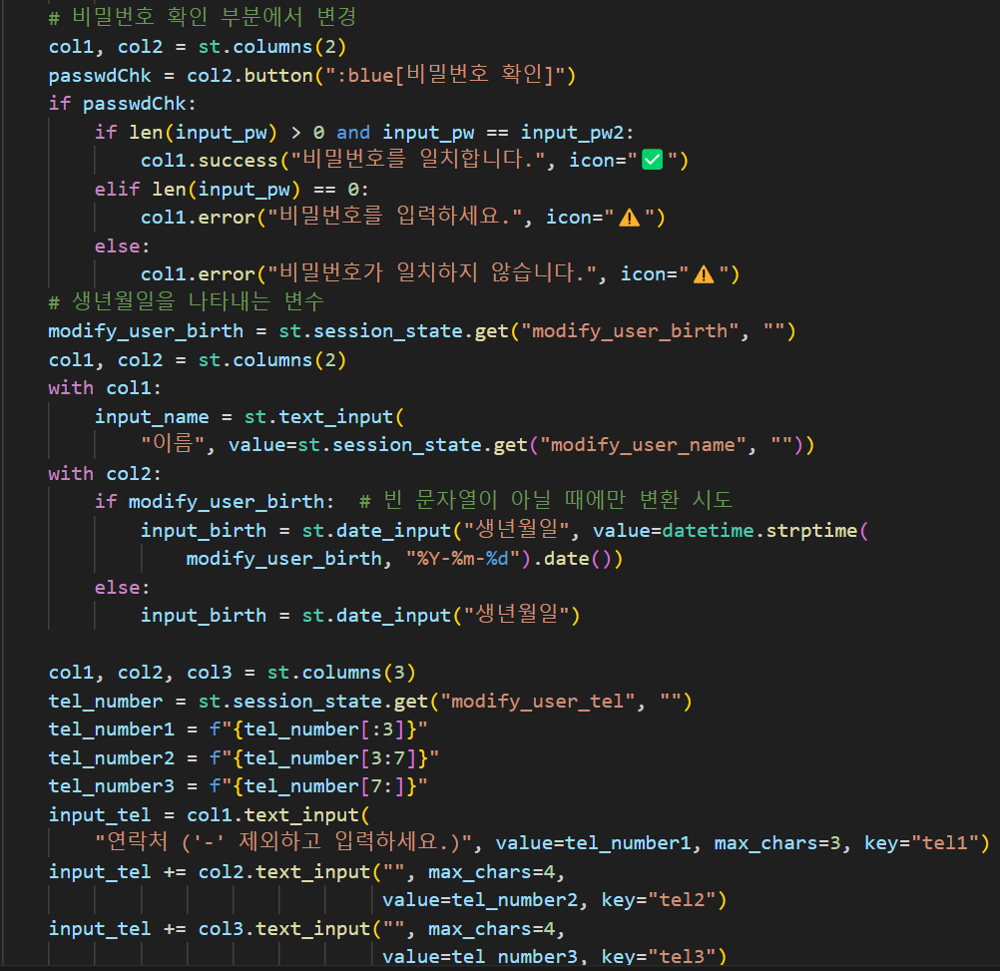 # 비밀번호 확인 부분에서 변경
col1, col2 = st.columns(2)
passwdChk = col2.button(":blue[비밀번호 확인]")
if passwdChk:
    if len(input_pw) > 0 and input_pw == input_pw2:
        col1.success("비밀번호를 일치합니다.", icon="✅")
    elif len(input_pw) == 0:
        col1.error("비밀번호를 입력하세요.", icon="⚠️")
    else:
        col1.error("비밀번호가 일치하지 않습니다.", icon="⚠️")
# 생년월일을 나타내는 변수
modify_user_birth = st.session_state.get("modify_user_birth", "")
col1, col2 = st.columns(2)
with col1:
    input_name = st.text_input(
        "이름", value=st.session_state.get("modify_user_name", ""))
with col2:
    if modify_user_birth:  # 빈 문자열이 아닐 때에만 변환 시도
        input_birth = st.date_input("생년월일", value=datetime.strptime(
            modify_user_birth, "%Y-%m-%d").date())
    else:
        input_birth = st.date_input("생년월일")

col1, col2, col3 = st.columns(3)
tel_number = st.session_state.get("modify_user_tel", "")
tel_number1 = f"{tel_number[:3]}"
tel_number2 = f"{tel_number[3:7]}"
tel_number3 = f"{tel_number[7:]}"
input_tel = col1.text_input(
    "연락처 ('-' 제외하고 입력하세요.)", value=tel_number1, max_chars=3, key="tel1")
input_tel += col2.text_input("", max_chars=4,
                             value=tel_number2, key="tel2")
input_tel += col3.text_input("", max_chars=4,
                             value=tel_number3, key="tel3")